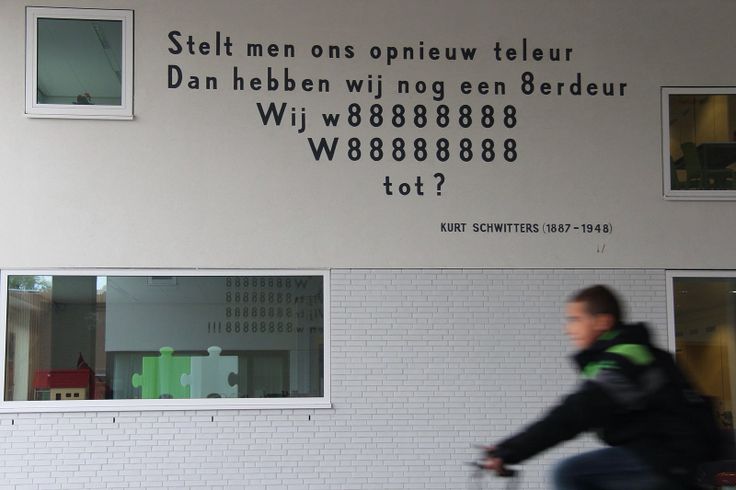 Stelt men ons opnieuw teleur
Dan hebben wij nog een 8erdeur
Wij w88888888
W88888888
tot?
KURT SCHWITTERS (1887-1948)